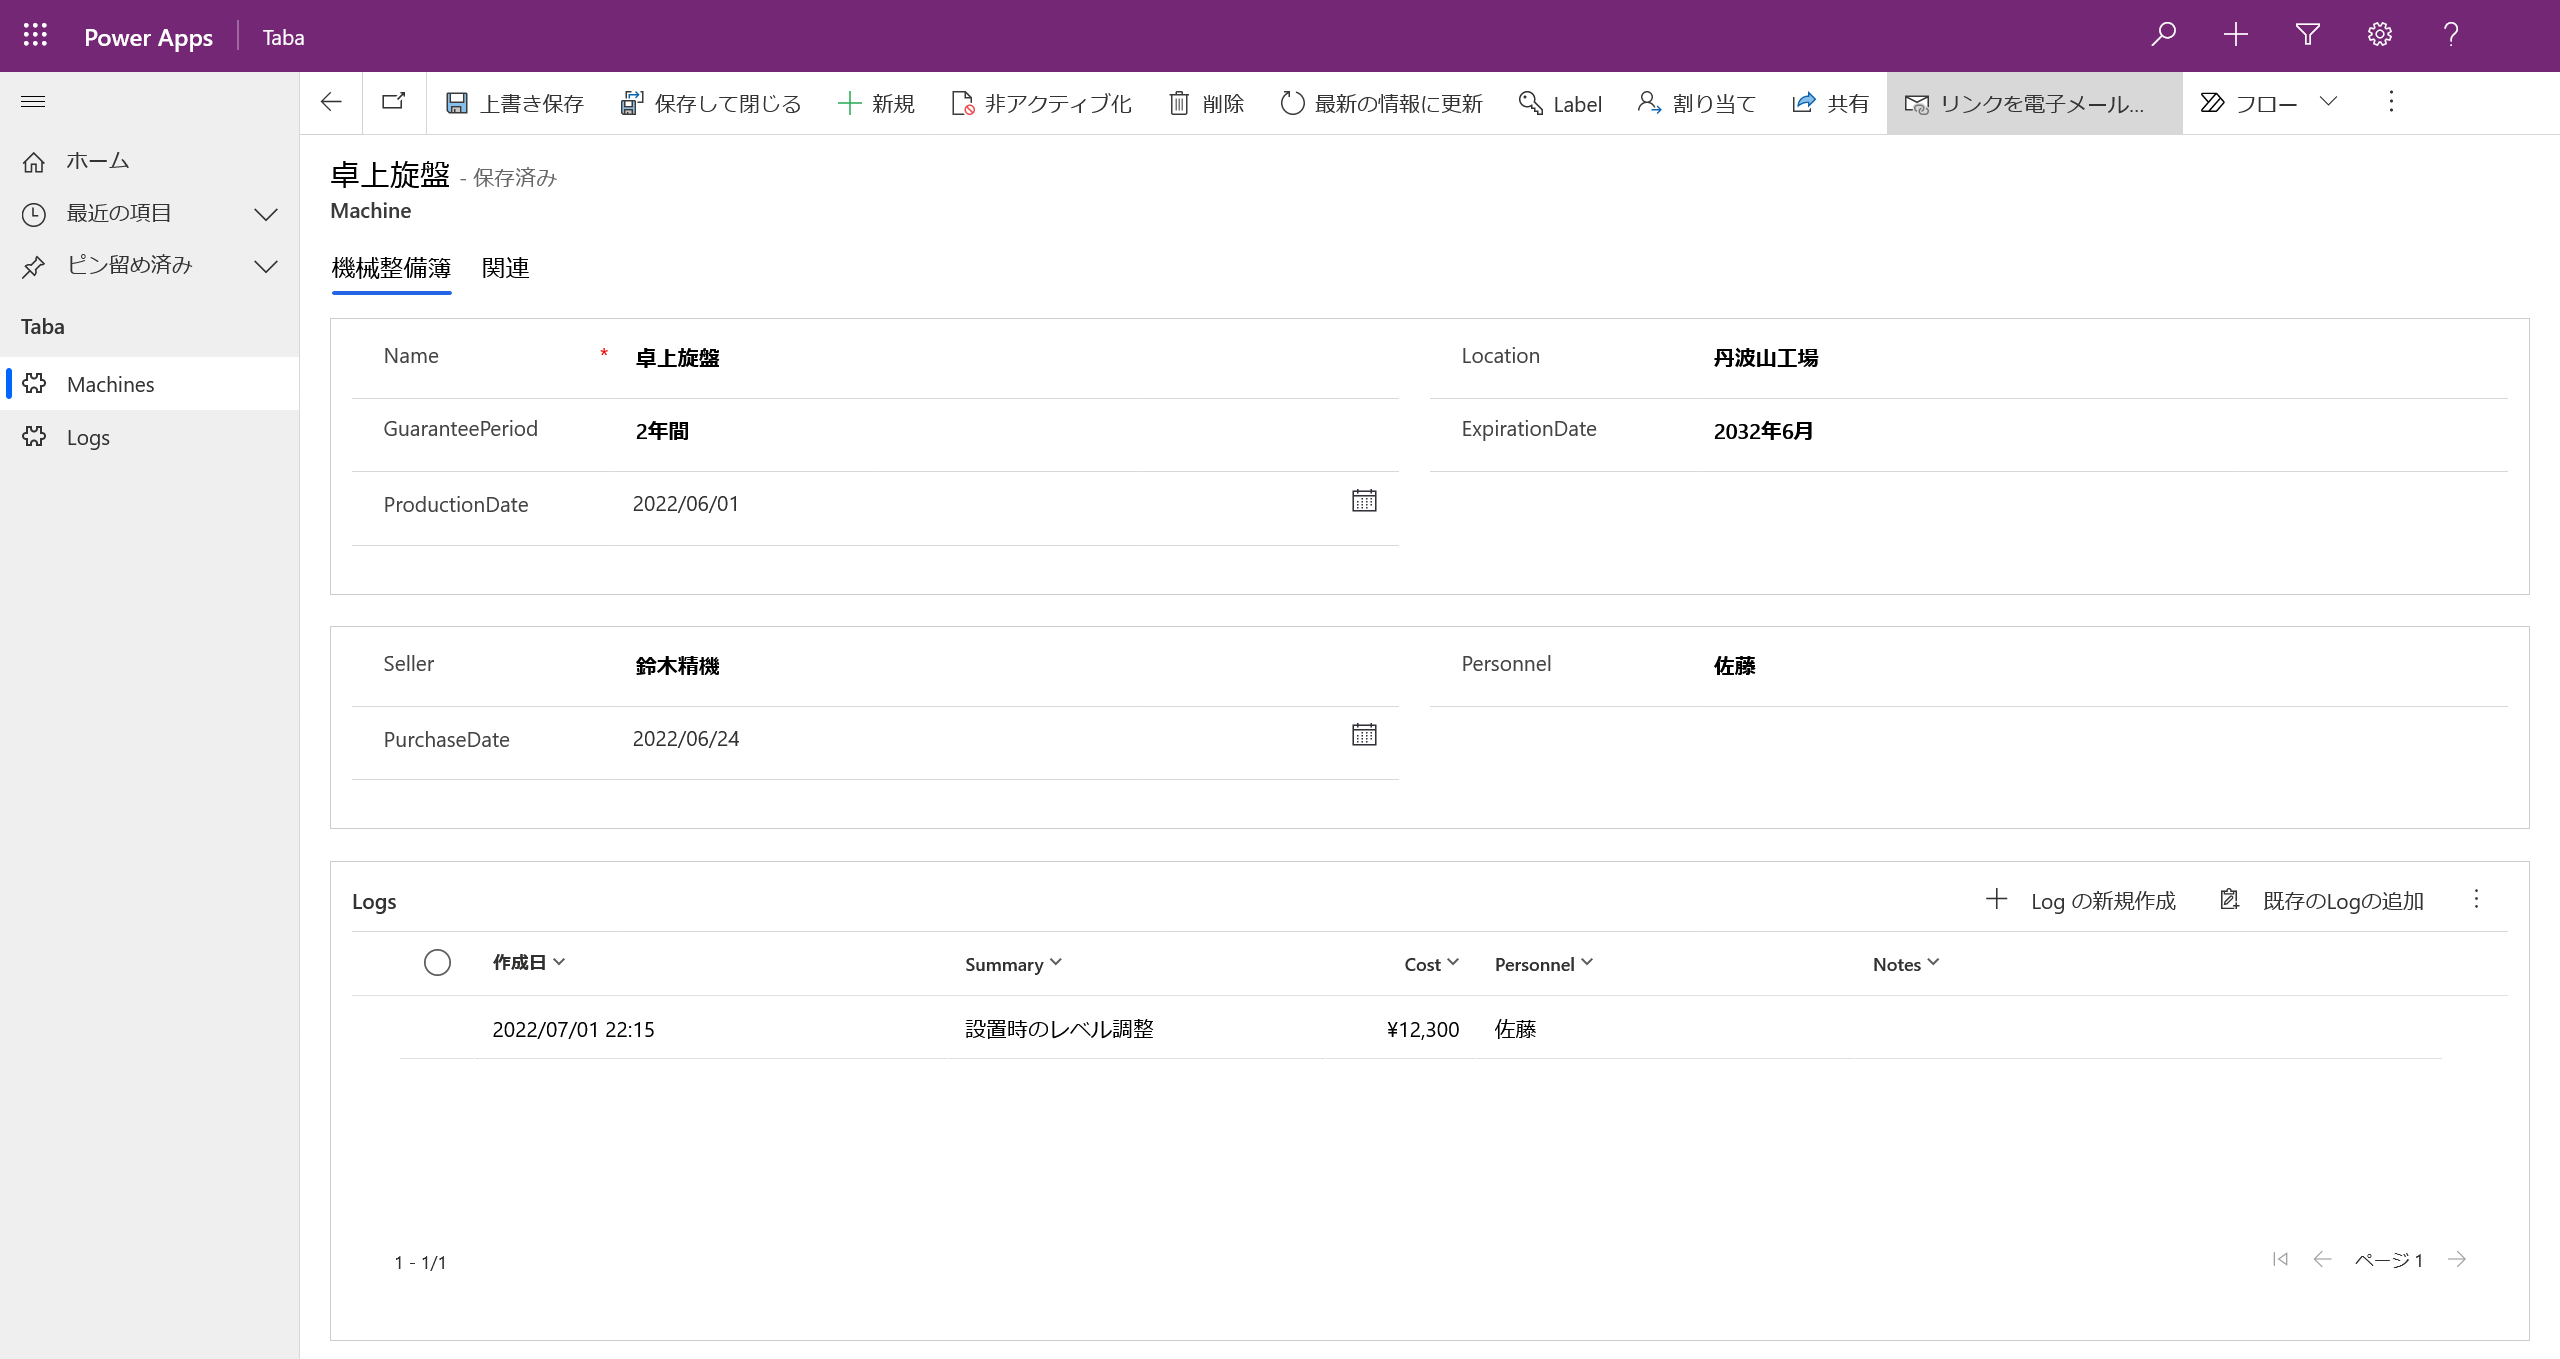 Power Apps Taba
上書き保存 保存して閉じる 新規 非アクティブ化 削除 最新の情報に更新 Label 割り当て 共有 リンクを電子メール... フロー
ホーム
最近の項目
ピン留め済み
Taba
Machines
Logs
卓上旋盤 - 保存済み
Machine
機械整備簿 関連
Name * 卓上旋盤 Location 丹波山工場
GuaranteePeriod 2年間 ExpirationDate 2032年6月
ProductionDate 2022/06/01
Seller 鈴木精機 Personnel 佐藤
PurchaseDate 2022/06/24
Logs Log の新規作成 既存のLogの追加
作成日 Summary Cost Personnel Notes
2022/07/01 22:15 設置時のレベル調整 ¥12,300 佐藤
1 - 1/1 ページ 1